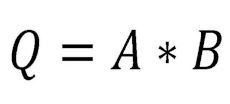 Q = A * B